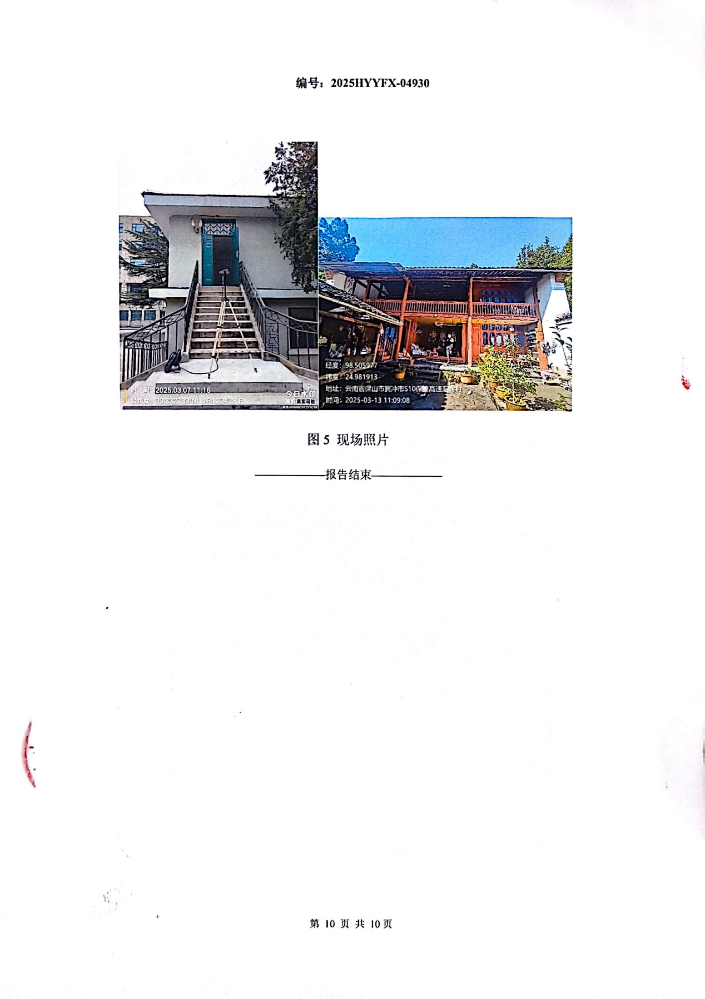 编号：2025HYYFX-04930
时 间：2025.03.07 11:16
经纬度：39.832739 N,116.123438 E
今日水印
相机 真实可验
经度：98.505977
纬度：24.981913
地址：云南省保山市腾冲市S10保腾高速
时间：2025-03-13 11:09:08
图 5 现场照片
报告结束
第 10 页 共 10 页